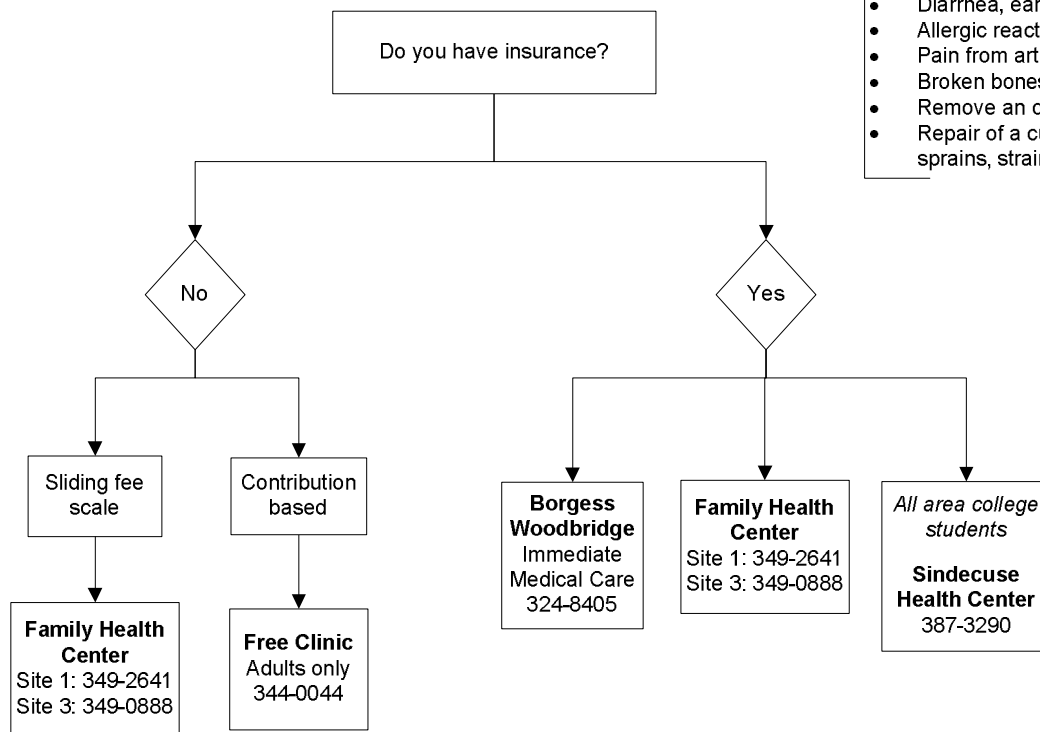 Diarrhea, ear
Allergic react
Pain from art
Broken bones
Remove an o
Repair of a cu
sprains, strain
Do you have insurance?
No
Yes
Sliding fee
scale
Contribution
based
Family Health
Center
Site 1: 349-2641
Site 3: 349-0888
Free Clinic
Adults only
344-0044
Borgess
Woodbridge
Immediate
Medical Care
324-8405
Family Health
Center
Site 1: 349-2641
Site 3: 349-0888
All area college
students
Sindecuse
Health Center
387-3290